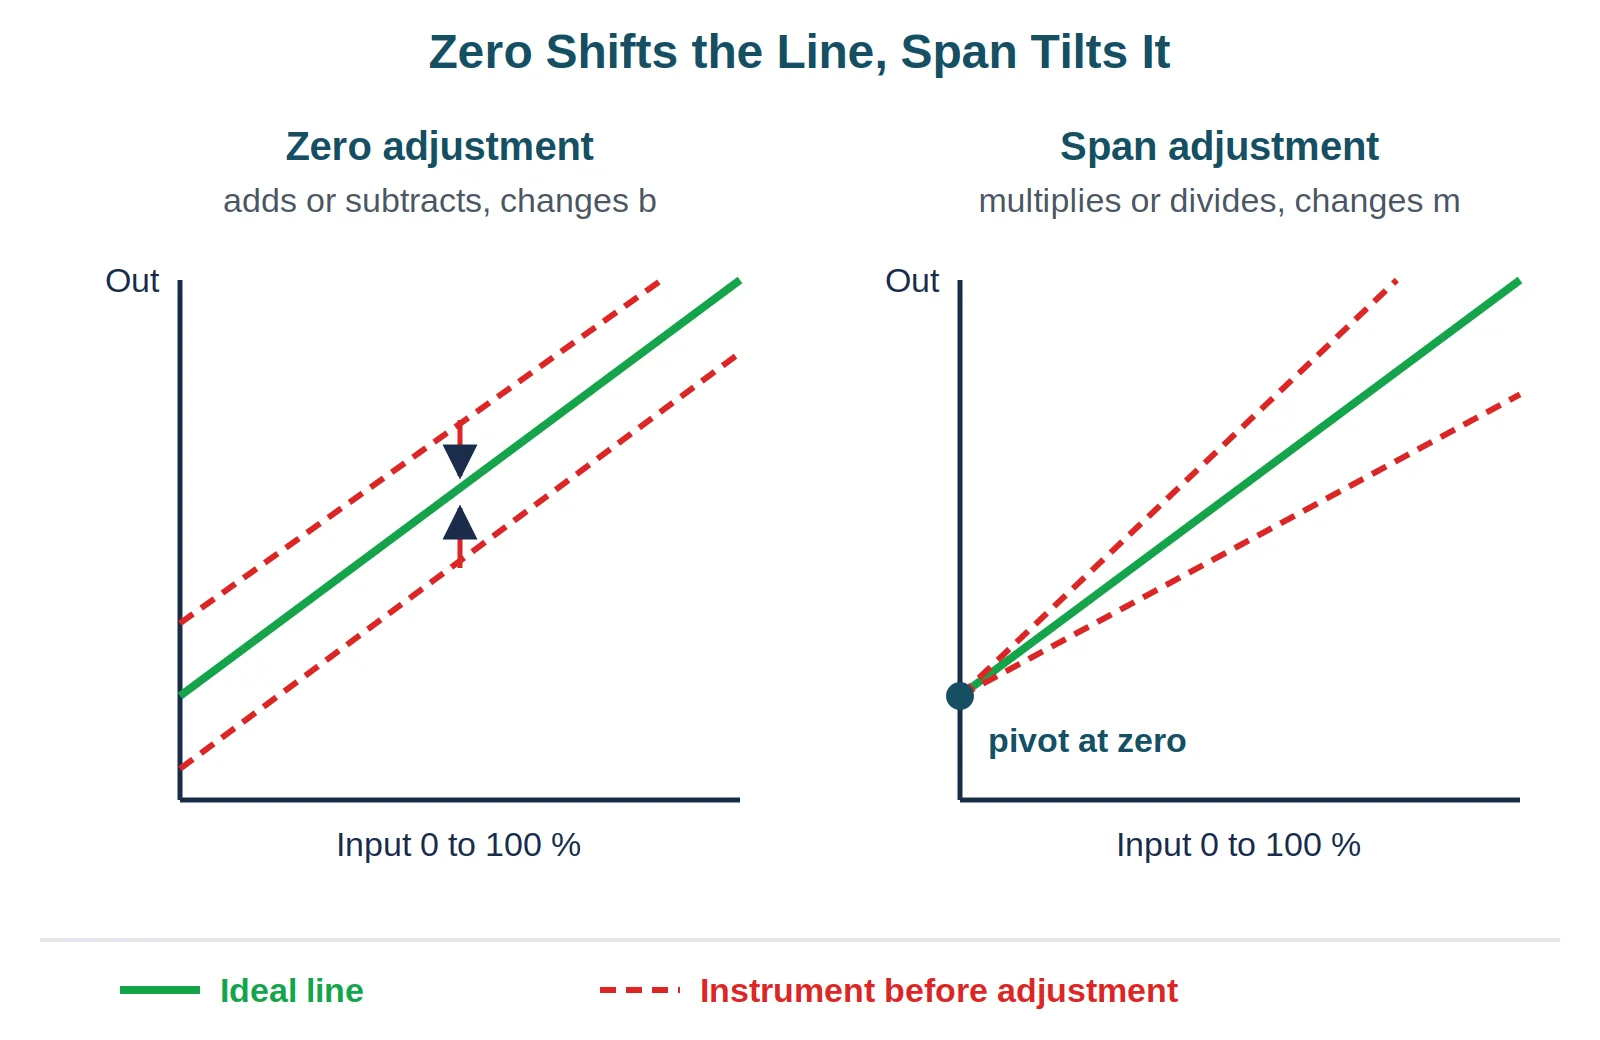 Zero Shifts the Line, Span Tilts It
Zero adjustment
adds or subtracts, changes b
Out
Input 0 to 100 %
Span adjustment
multiplies or divides, changes m
Out
pivot at zero
Input 0 to 100 %
Ideal line
Instrument before adjustment